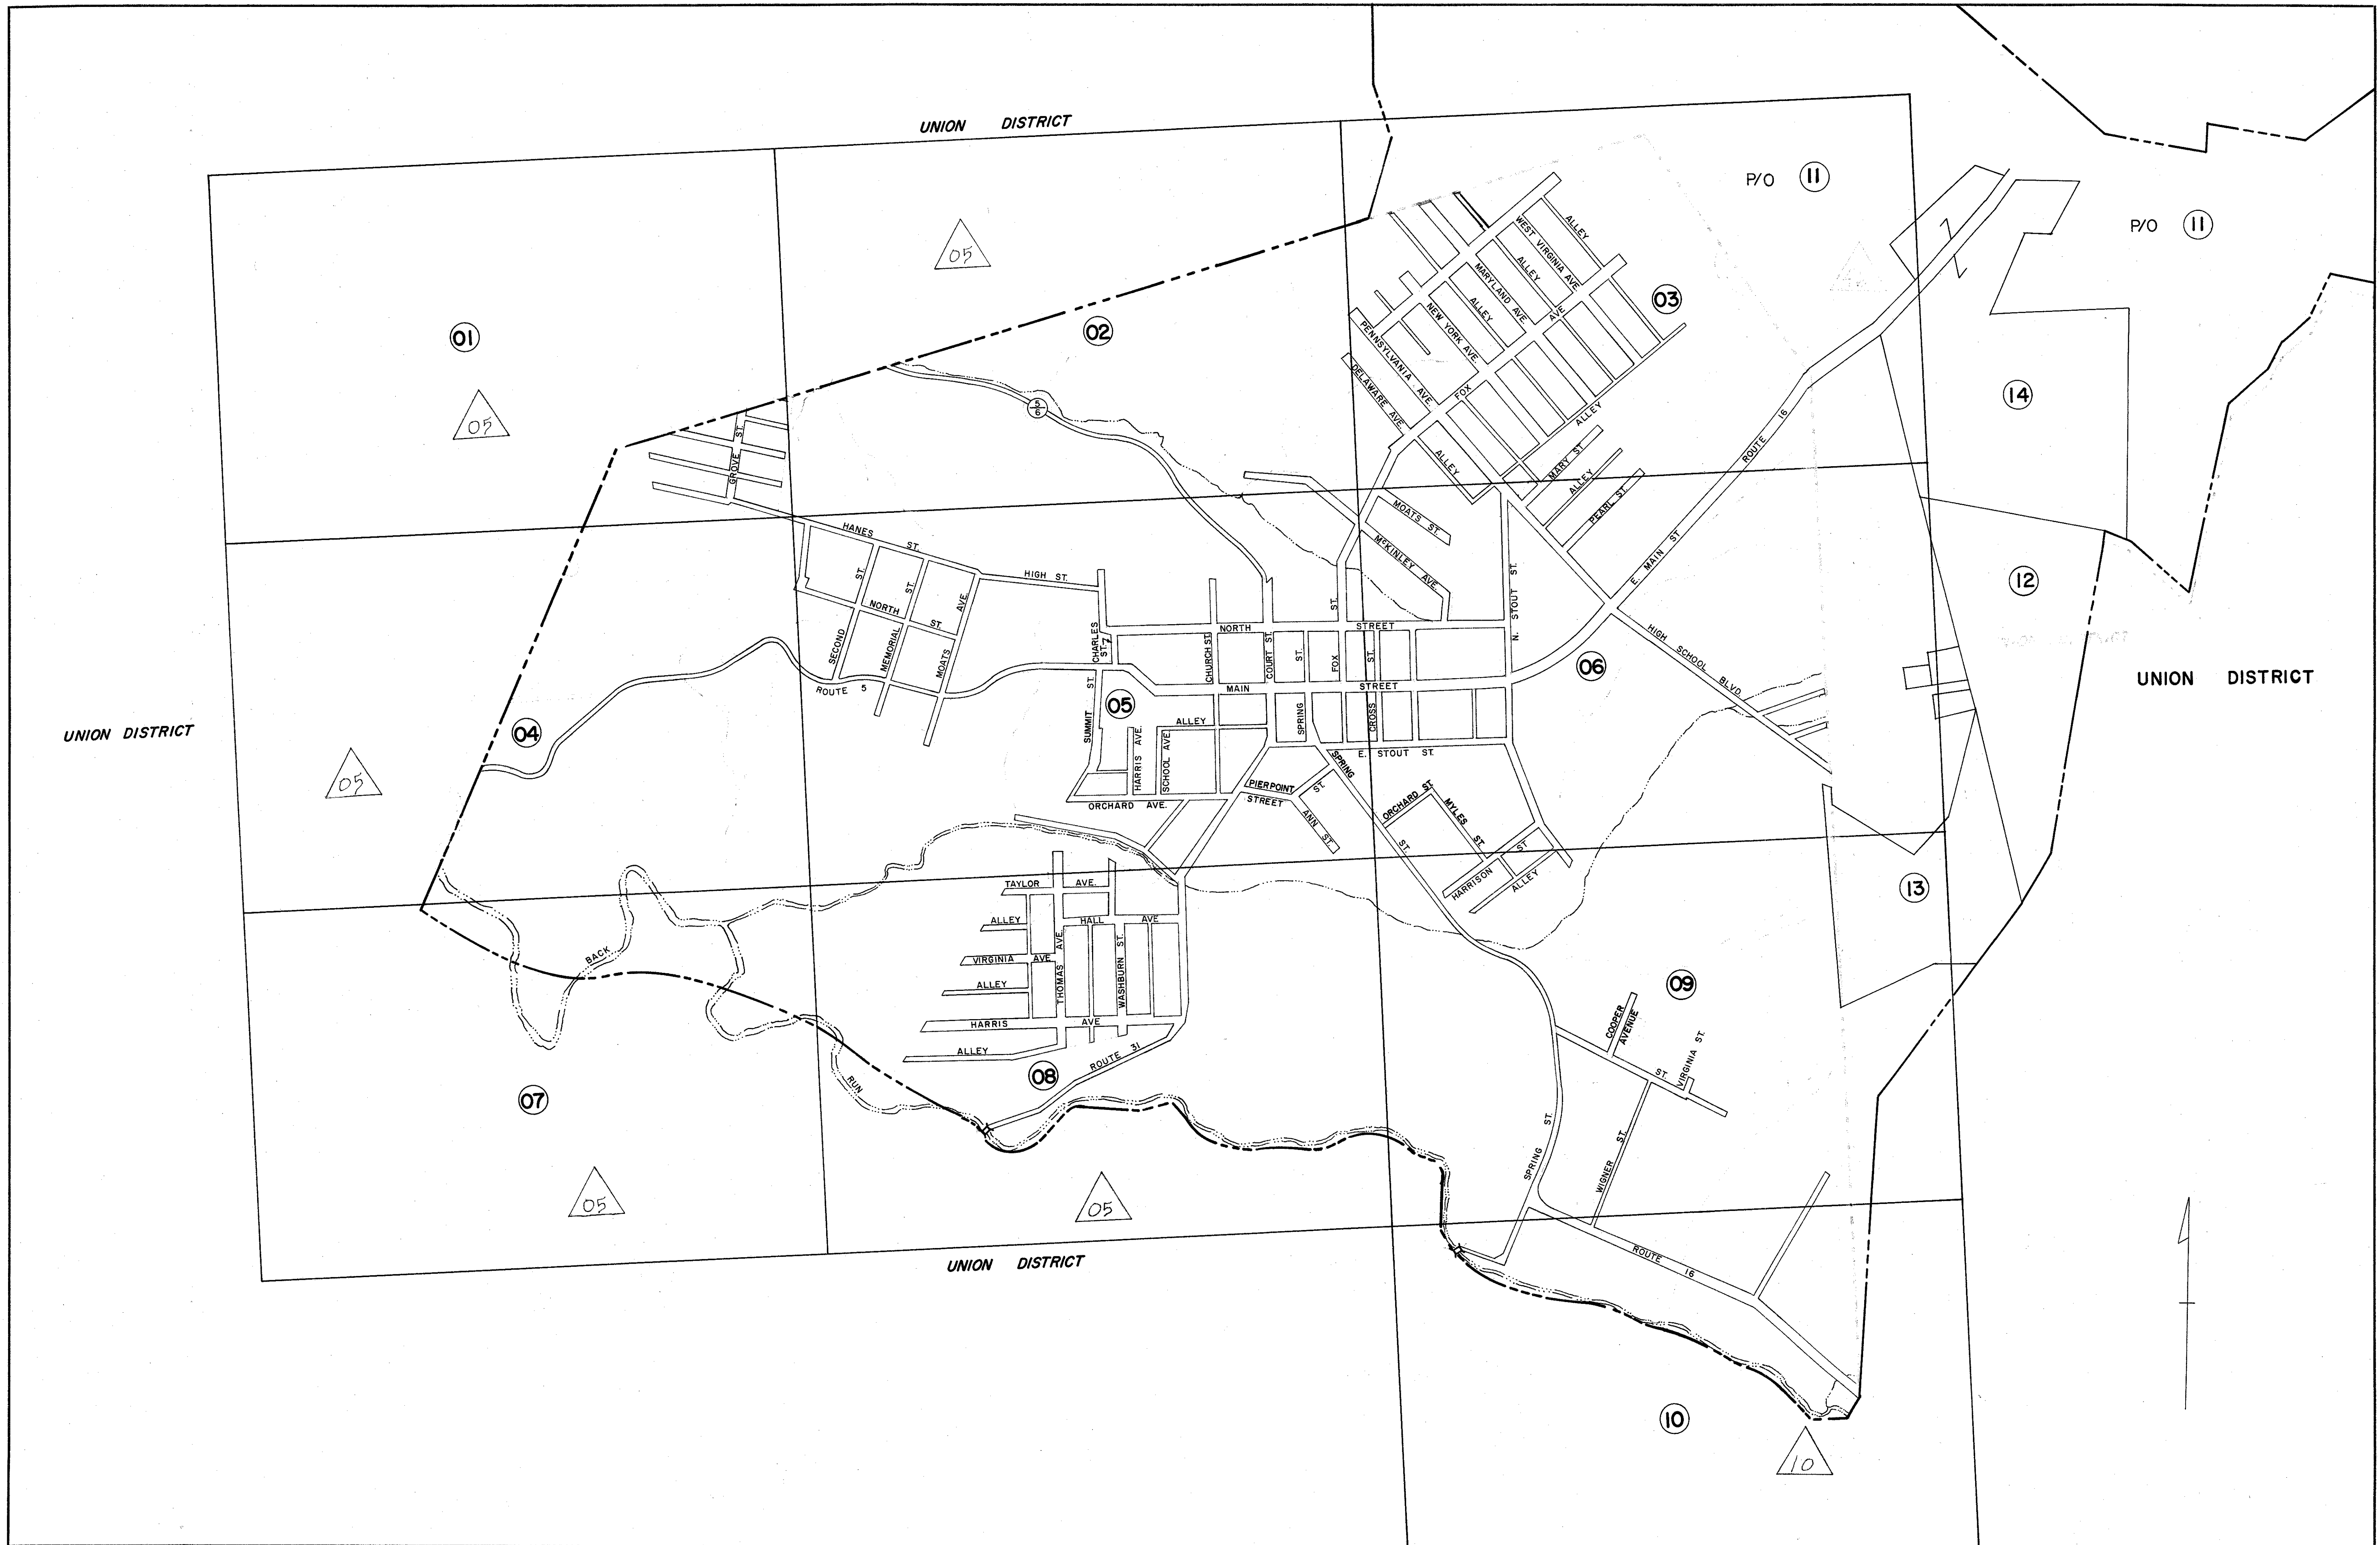 UNION DISTRICT
P/O 11
P/O 11
05
01
05
02
5/6
03
WEST VIRGINIA AVE.
ALLEY
ALLEY
MARYLAND AVE.
ALLEY
NEW YORK AVE.
AVE
PENNSYLVANIA AVE.
DELAWARE AVE.
FOX
ALLEY
ALLEY
MARY ST.
ALLEY
PEARL ST.
ROUTE 16
E. MAIN ST
14
12
GROVE ST.
HANES ST.
HIGH ST.
ST.
ST.
AVE.
NORTH ST.
SECOND
MEMORIAL
MOATS
ROUTE 5
MOATS ST.
McKINLEY AVE.
N. STOUT ST.
CHARLES ST.
NORTH STREET
CHURCH ST.
COURT ST.
ST.
FOX ST.
ST.
MAIN STREET
HIGH SCHOOL BLVD.
06
UNION DISTRICT
UNION DISTRICT
05
04
05
SUMMIT ST.
HARRIS AVE.
SCHOOL AVE.
ALLEY
SPRING
CROSS
E. STOUT ST.
ORCHARD AVE.
PIERPOINT STREET
ST.
ANN ST.
SPRING ST.
ORCHARD ST.
MYLES ST.
HARRISON ST
ALLEY
13
TAYLOR AVE.
ALLEY
HALL AVE
VIRGINIA AVE
THOMAS AVE.
WASHBURN ST.
ALLEY
HARRIS AVE
ALLEY
ROUTE 31
08
BACK RUN
07
05
05
09
COOPER AVENUE
ST.
VIRGINIA ST.
SPRING ST.
WIGNER ST.
ROUTE 16
UNION DISTRICT
10
10